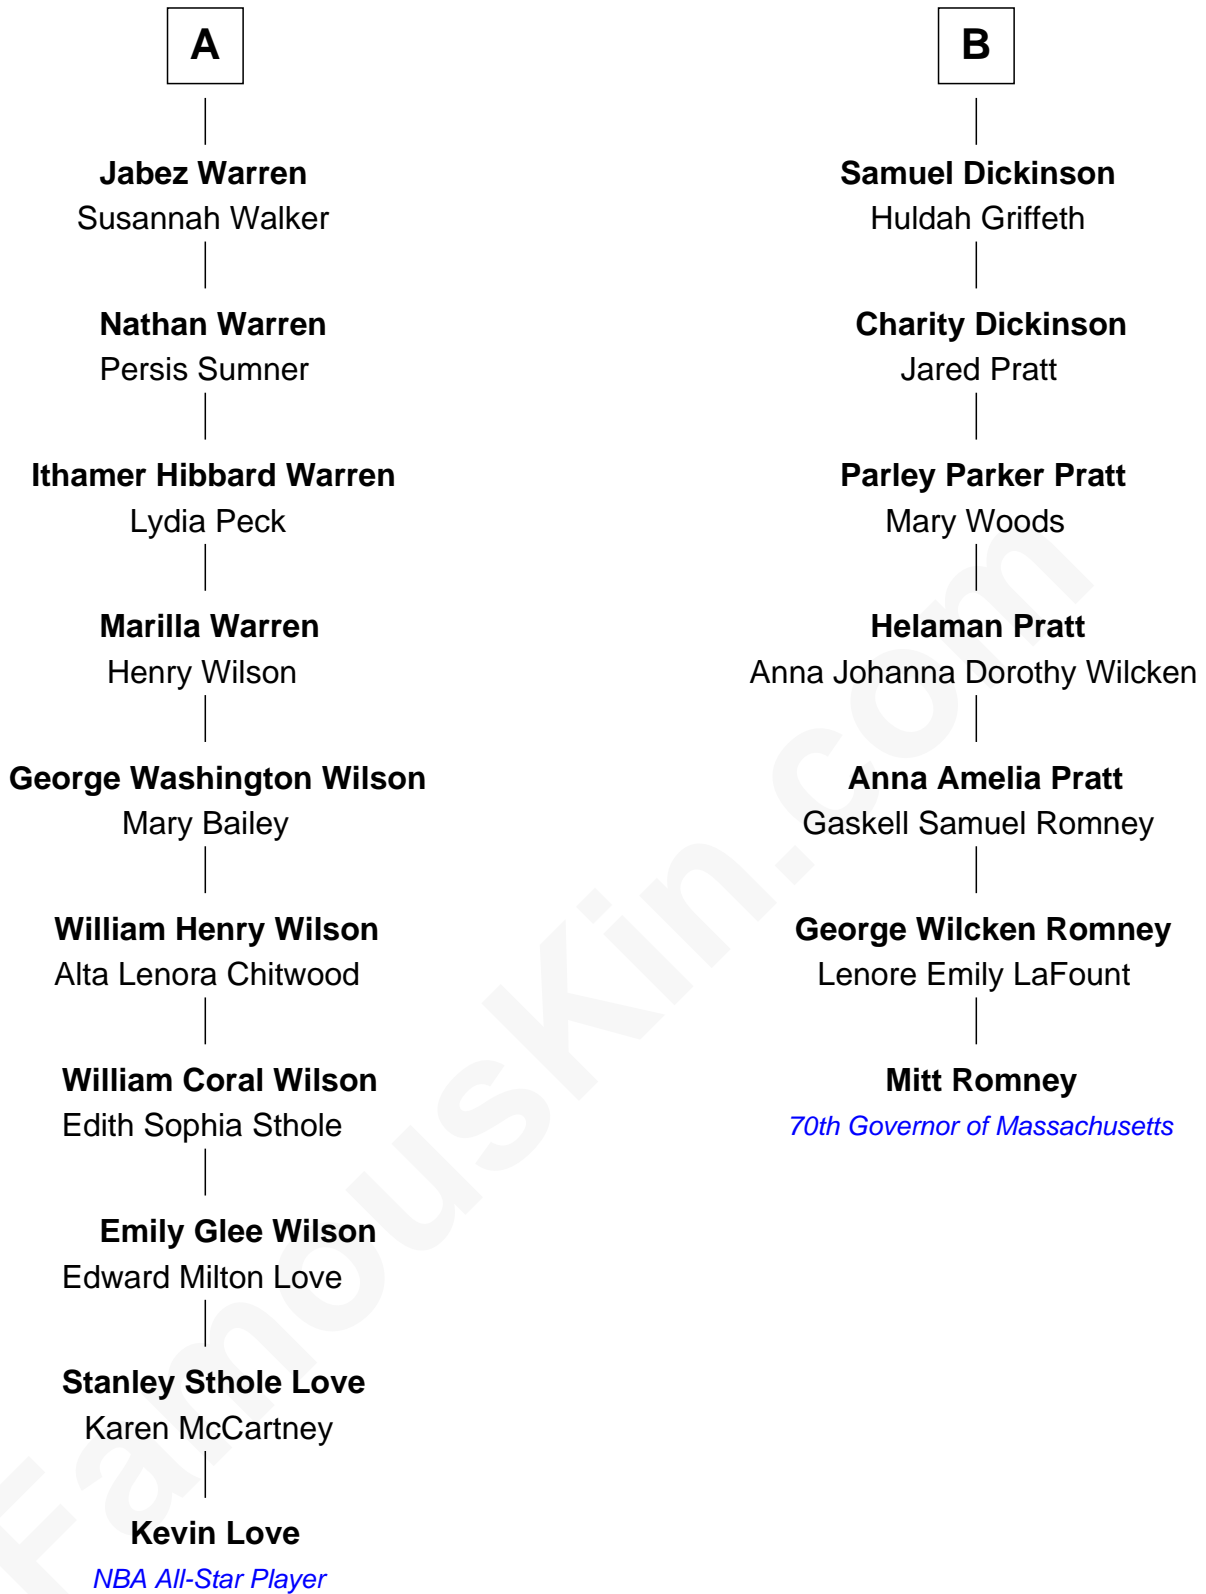 A
Jabez Warren
Susannah Walker
Nathan Warren
Persis Sumner
Ithamer Hibbard Warren
Lydia Peck
Marilla Warren
Henry Wilson
George Washington Wilson
Mary Bailey
William Henry Wilson
Alta Lenora Chitwood
William Coral Wilson
Edith Sophia Sthole
Emily Glee Wilson
Edward Milton Love
Stanley Sthole Love
Karen McCartney
Kevin Love
NBA All-Star Player
B
Samuel Dickinson
Huldah Griffeth
Charity Dickinson
Jared Pratt
Parley Parker Pratt
Mary Woods
Helaman Pratt
Anna Johanna Dorothy Wilcken
Anna Amelia Pratt
Gaskell Samuel Romney
George Wilcken Romney
Lenore Emily LaFount
Mitt Romney
70th Governor of Massachusetts
FamousKin.com